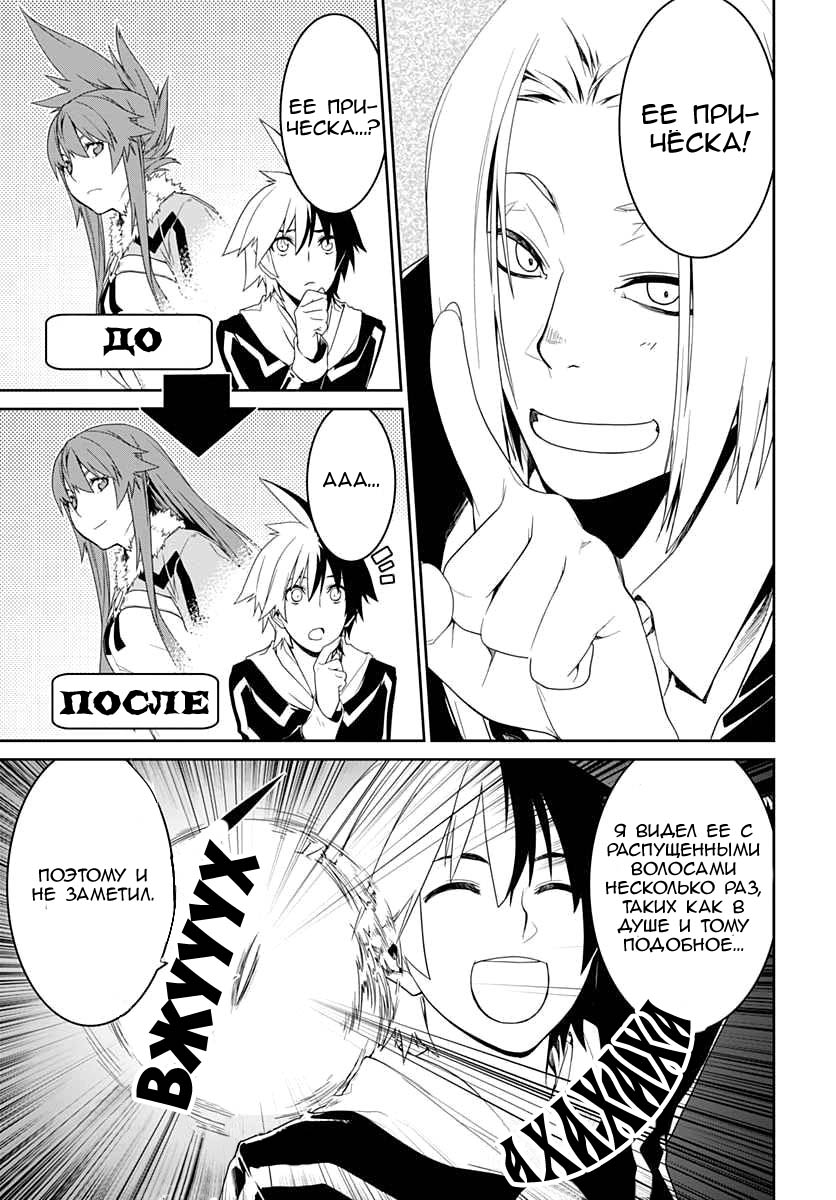 ЕЕ ПРИ-
ЧЁСКА!
ЕЕ ПРИ-
ЧЕСКА...?
ДО
ААА...
ПОСЛЕ
Я ВИДЕЛ ЕЕ С
РАСПУЩЕННЫМИ
ВОЛОСАМИ
НЕСКОЛЬКО РАЗ,
ТАКИХ КАК В
ДУШЕ И ТОМУ
ПОДОБНОЕ...
АХАХАХА
ВЖУУУХ
ПОЭТОМУ И
НЕ ЗАМЕТИЛ.